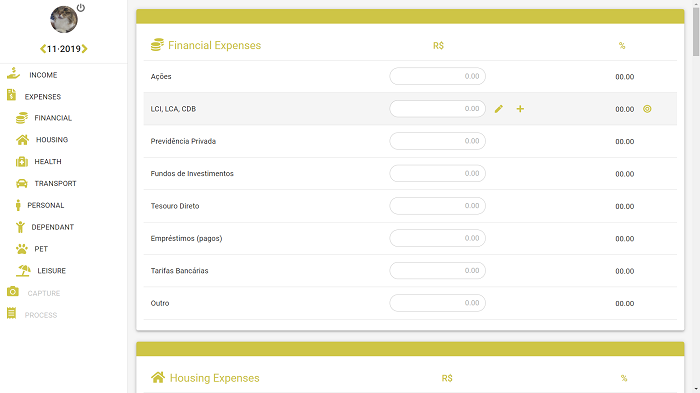 11·2019
INCOME
EXPENSES
FINANCIAL
HOUSING
HEALTH
TRANSPORT
PERSONAL
DEPENDANT
PET
LEISURE
CAPTURE
PROCESS
Financial Expenses R$ %
Ações 0.00 00.00
LCI, LCA, CDB 0.00 00.00
Previdência Privada 0.00 00.00
Fundos de Investimentos 0.00 00.00
Tesouro Direto 0.00 00.00
Empréstimos (pagos) 0.00 00.00
Tarifas Bancárias 0.00 00.00
Outro 0.00 00.00
Housing Expenses R$ %